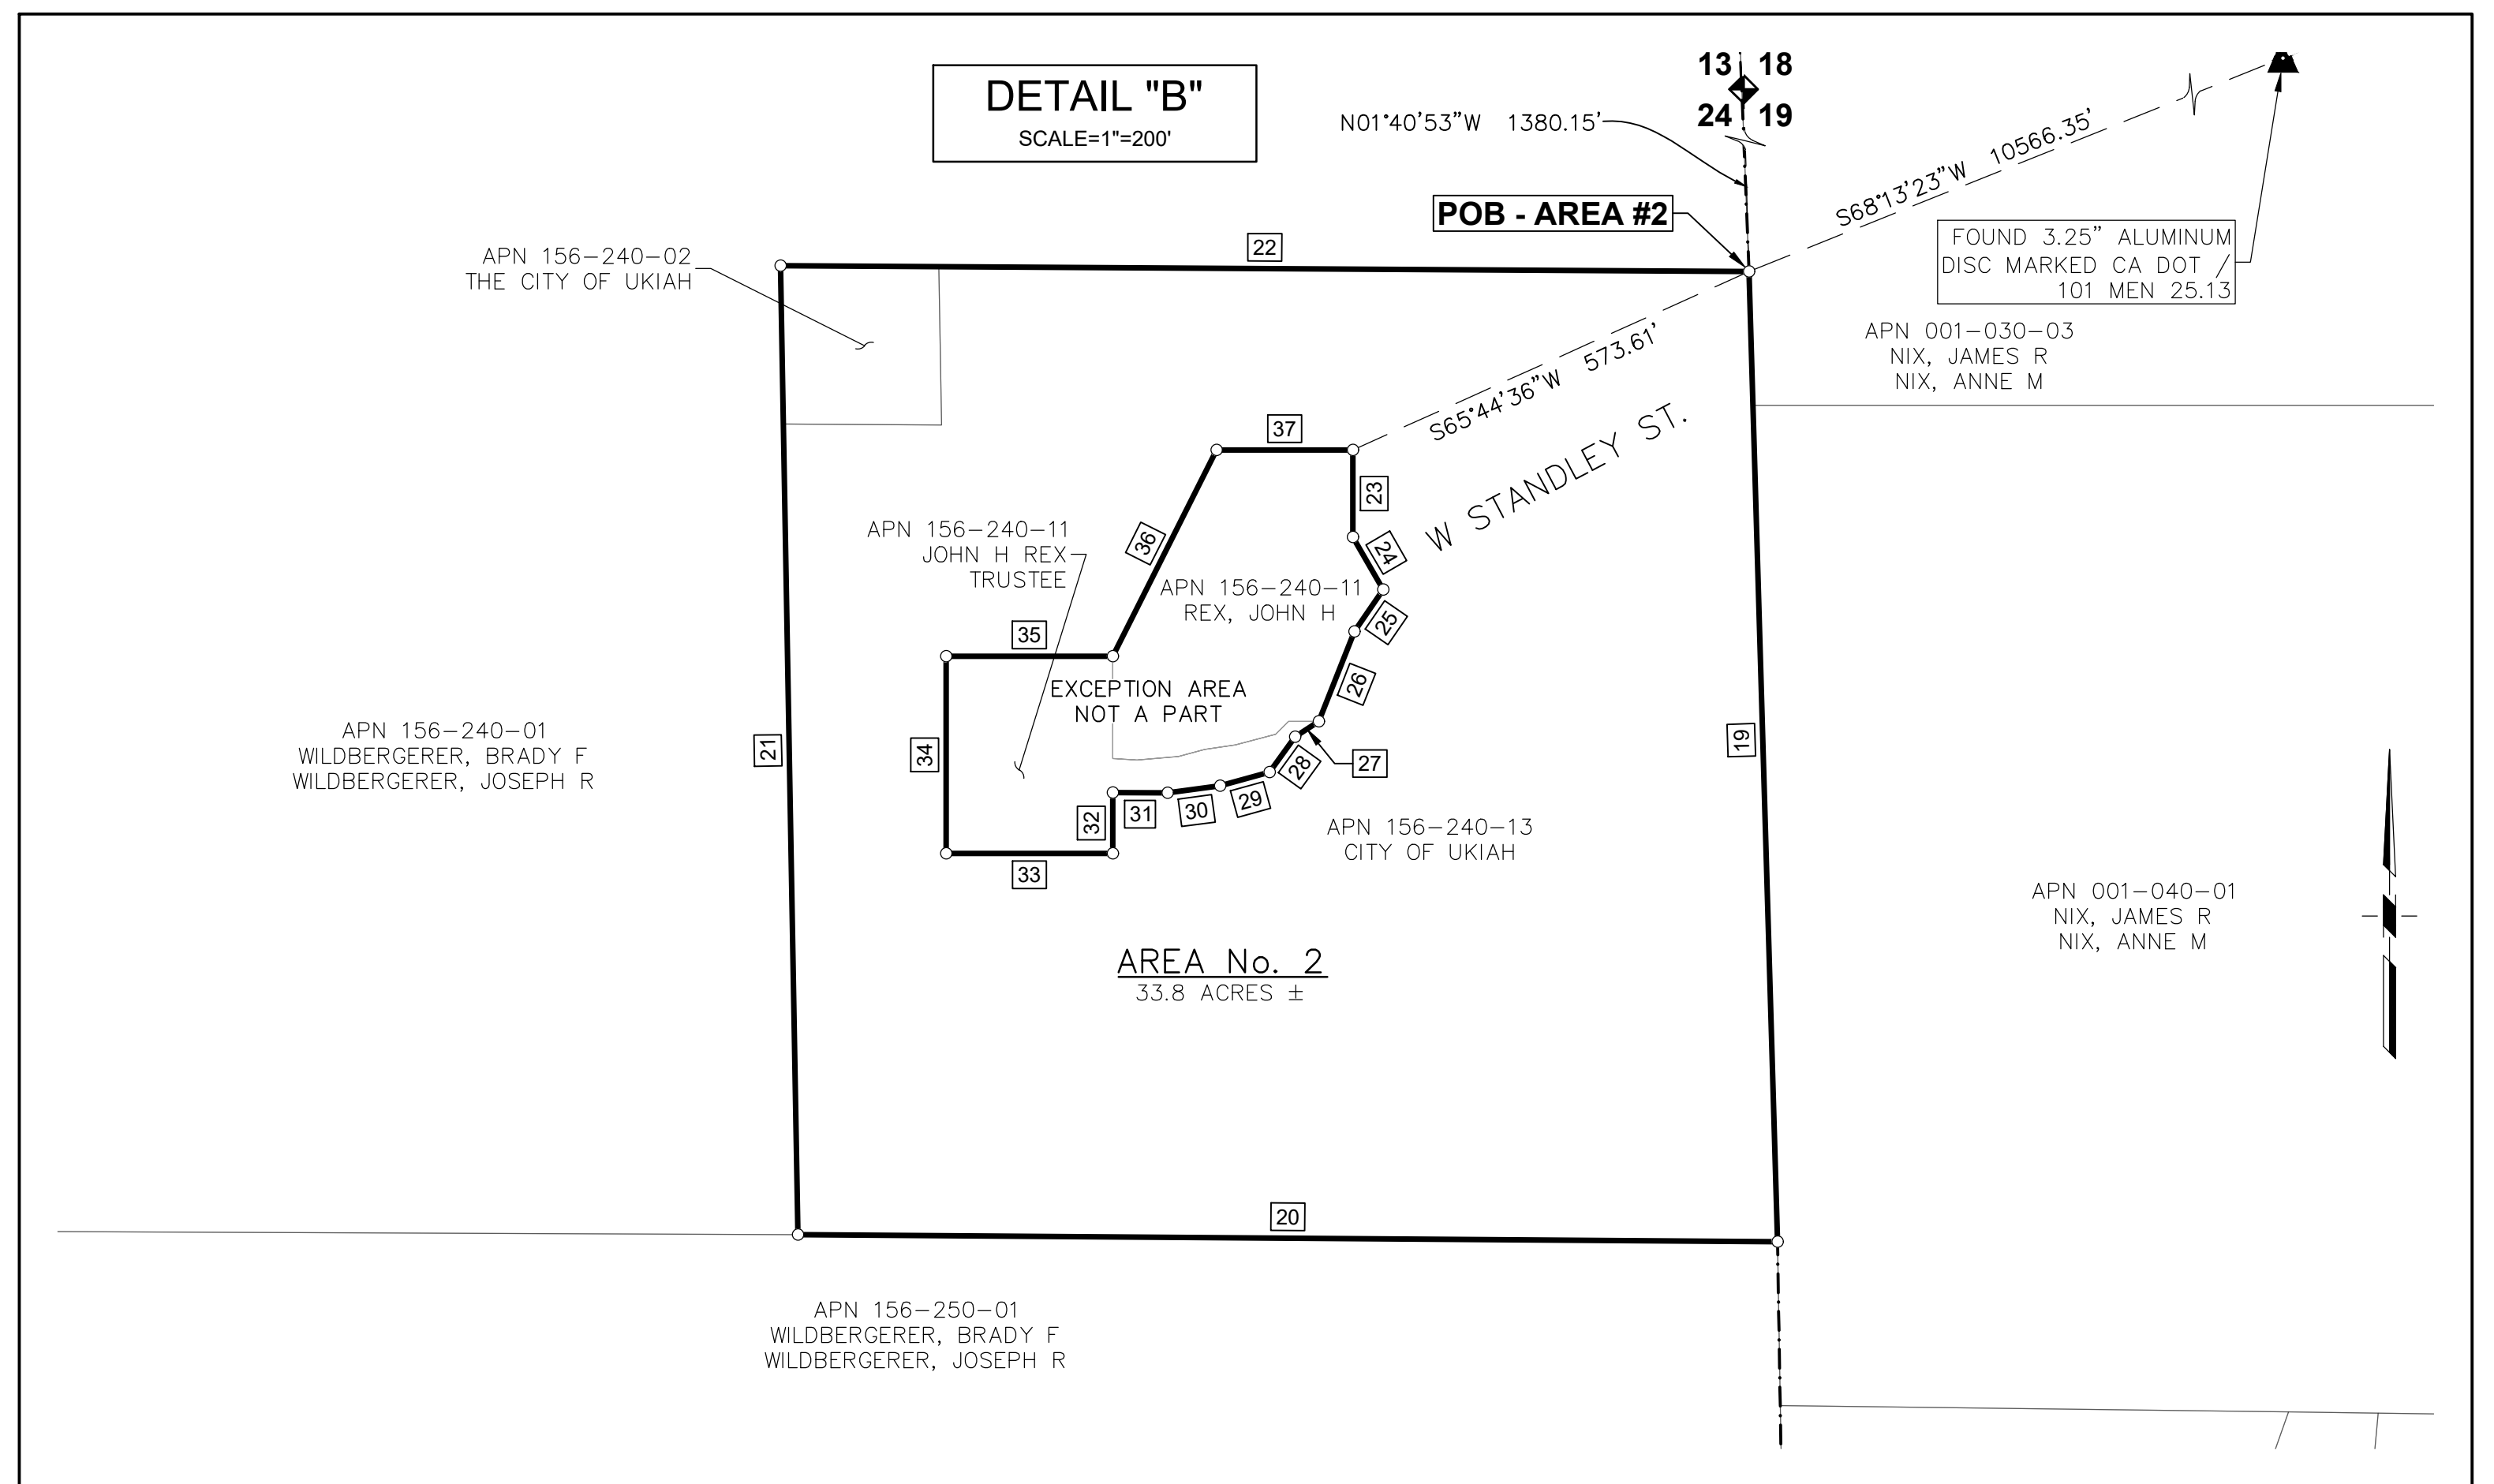 DETAIL "B"
SCALE=1"=200'
13 18
24 19
N01°40'53"W 1380.15'
S68°13'23"W 10566.35'
POB - AREA #2
FOUND 3.25" ALUMINUM
DISC MARKED CA DOT /
101 MEN 25.13
APN 156-240-02
THE CITY OF UKIAH
22
APN 001-030-03
NIX, JAMES R
NIX, ANNE M
S65°44'36"W 573.61'
W STANDLEY ST.
37
23
24
25
26
27
28
29
30
31
32
33
34
35
36
APN 156-240-11
JOHN H REX
TRUSTEE
APN 156-240-11
REX, JOHN H
EXCEPTION AREA
NOT A PART
APN 156-240-01
WILDBERGERER, BRADY F
WILDBERGERER, JOSEPH R
21
19
APN 156-240-13
CITY OF UKIAH
APN 001-040-01
NIX, JAMES R
NIX, ANNE M
AREA No. 2
33.8 ACRES ±
20
APN 156-250-01
WILDBERGERER, BRADY F
WILDBERGERER, JOSEPH R